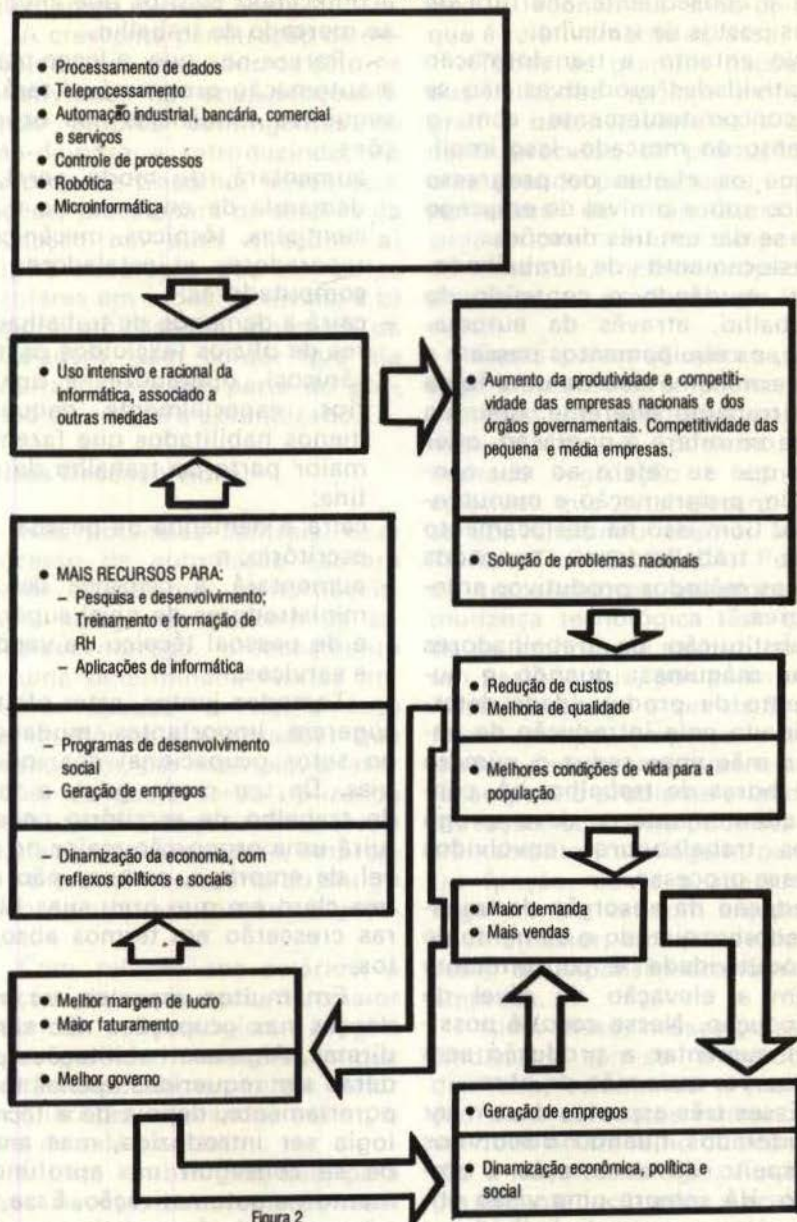 • Processamento de dados
• Teleprocessamento
• Automação industrial, bancária, comercial
e serviços
• Controle de processos
• Robótica
• Microinformática
• Uso intensivo e racional da
informática, associado a
outras medidas
• Aumento da produtividade e competiti-
vidade das empresas nacionais e dos
órgãos governamentais. Competitividade das
pequena e média empresas.
• Solução de problemas nacionais
• MAIS RECURSOS PARA:
– Pesquisa e desenvolvimento;
– Treinamento e formação de
RH
– Aplicações de informática
– Programas de desenvolvimento
social
– Geração de empregos
– Dinamização da economia, com
reflexos políticos e sociais
• Redução de custos
• Melhoria de qualidade
• Melhores condições de vida para a
população
• Maior demanda
• Mais vendas
• Melhor margem de lucro
• Maior faturamento
• Melhor governo
• Geração de empregos
• Dinamização econômica, política e
social
Figura 2